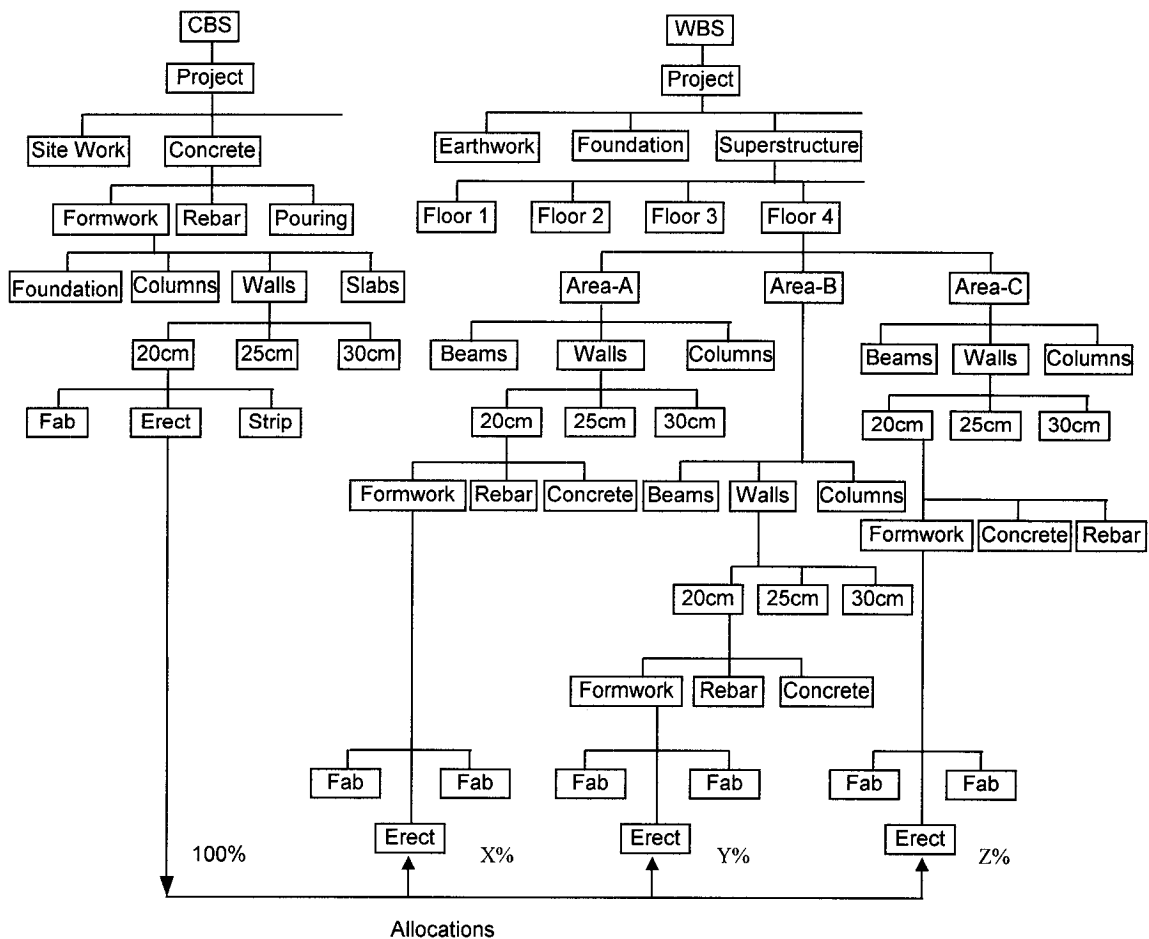 CBS
WBS
Project
Project
Site Work
Concrete
Earthwork
Foundation
Superstructure
Formwork
Rebar
Pouring
Floor 1
Floor 2
Floor 3
Floor 4
Foundation
Columns
Walls
Slabs
Area-A
Area-B
Area-C
20cm
25cm
30cm
Beams
Walls
Columns
Beams
Walls
Columns
Fab
Erect
Strip
20cm
25cm
30cm
20cm
25cm
30cm
Formwork
Rebar
Concrete
Beams
Walls
Columns
Formwork
Concrete
Rebar
20cm
25cm
30cm
Formwork
Rebar
Concrete
Fab
Fab
Fab
Fab
Fab
Fab
Erect
Erect
Erect
100%
X%
Y%
Z%
Allocations